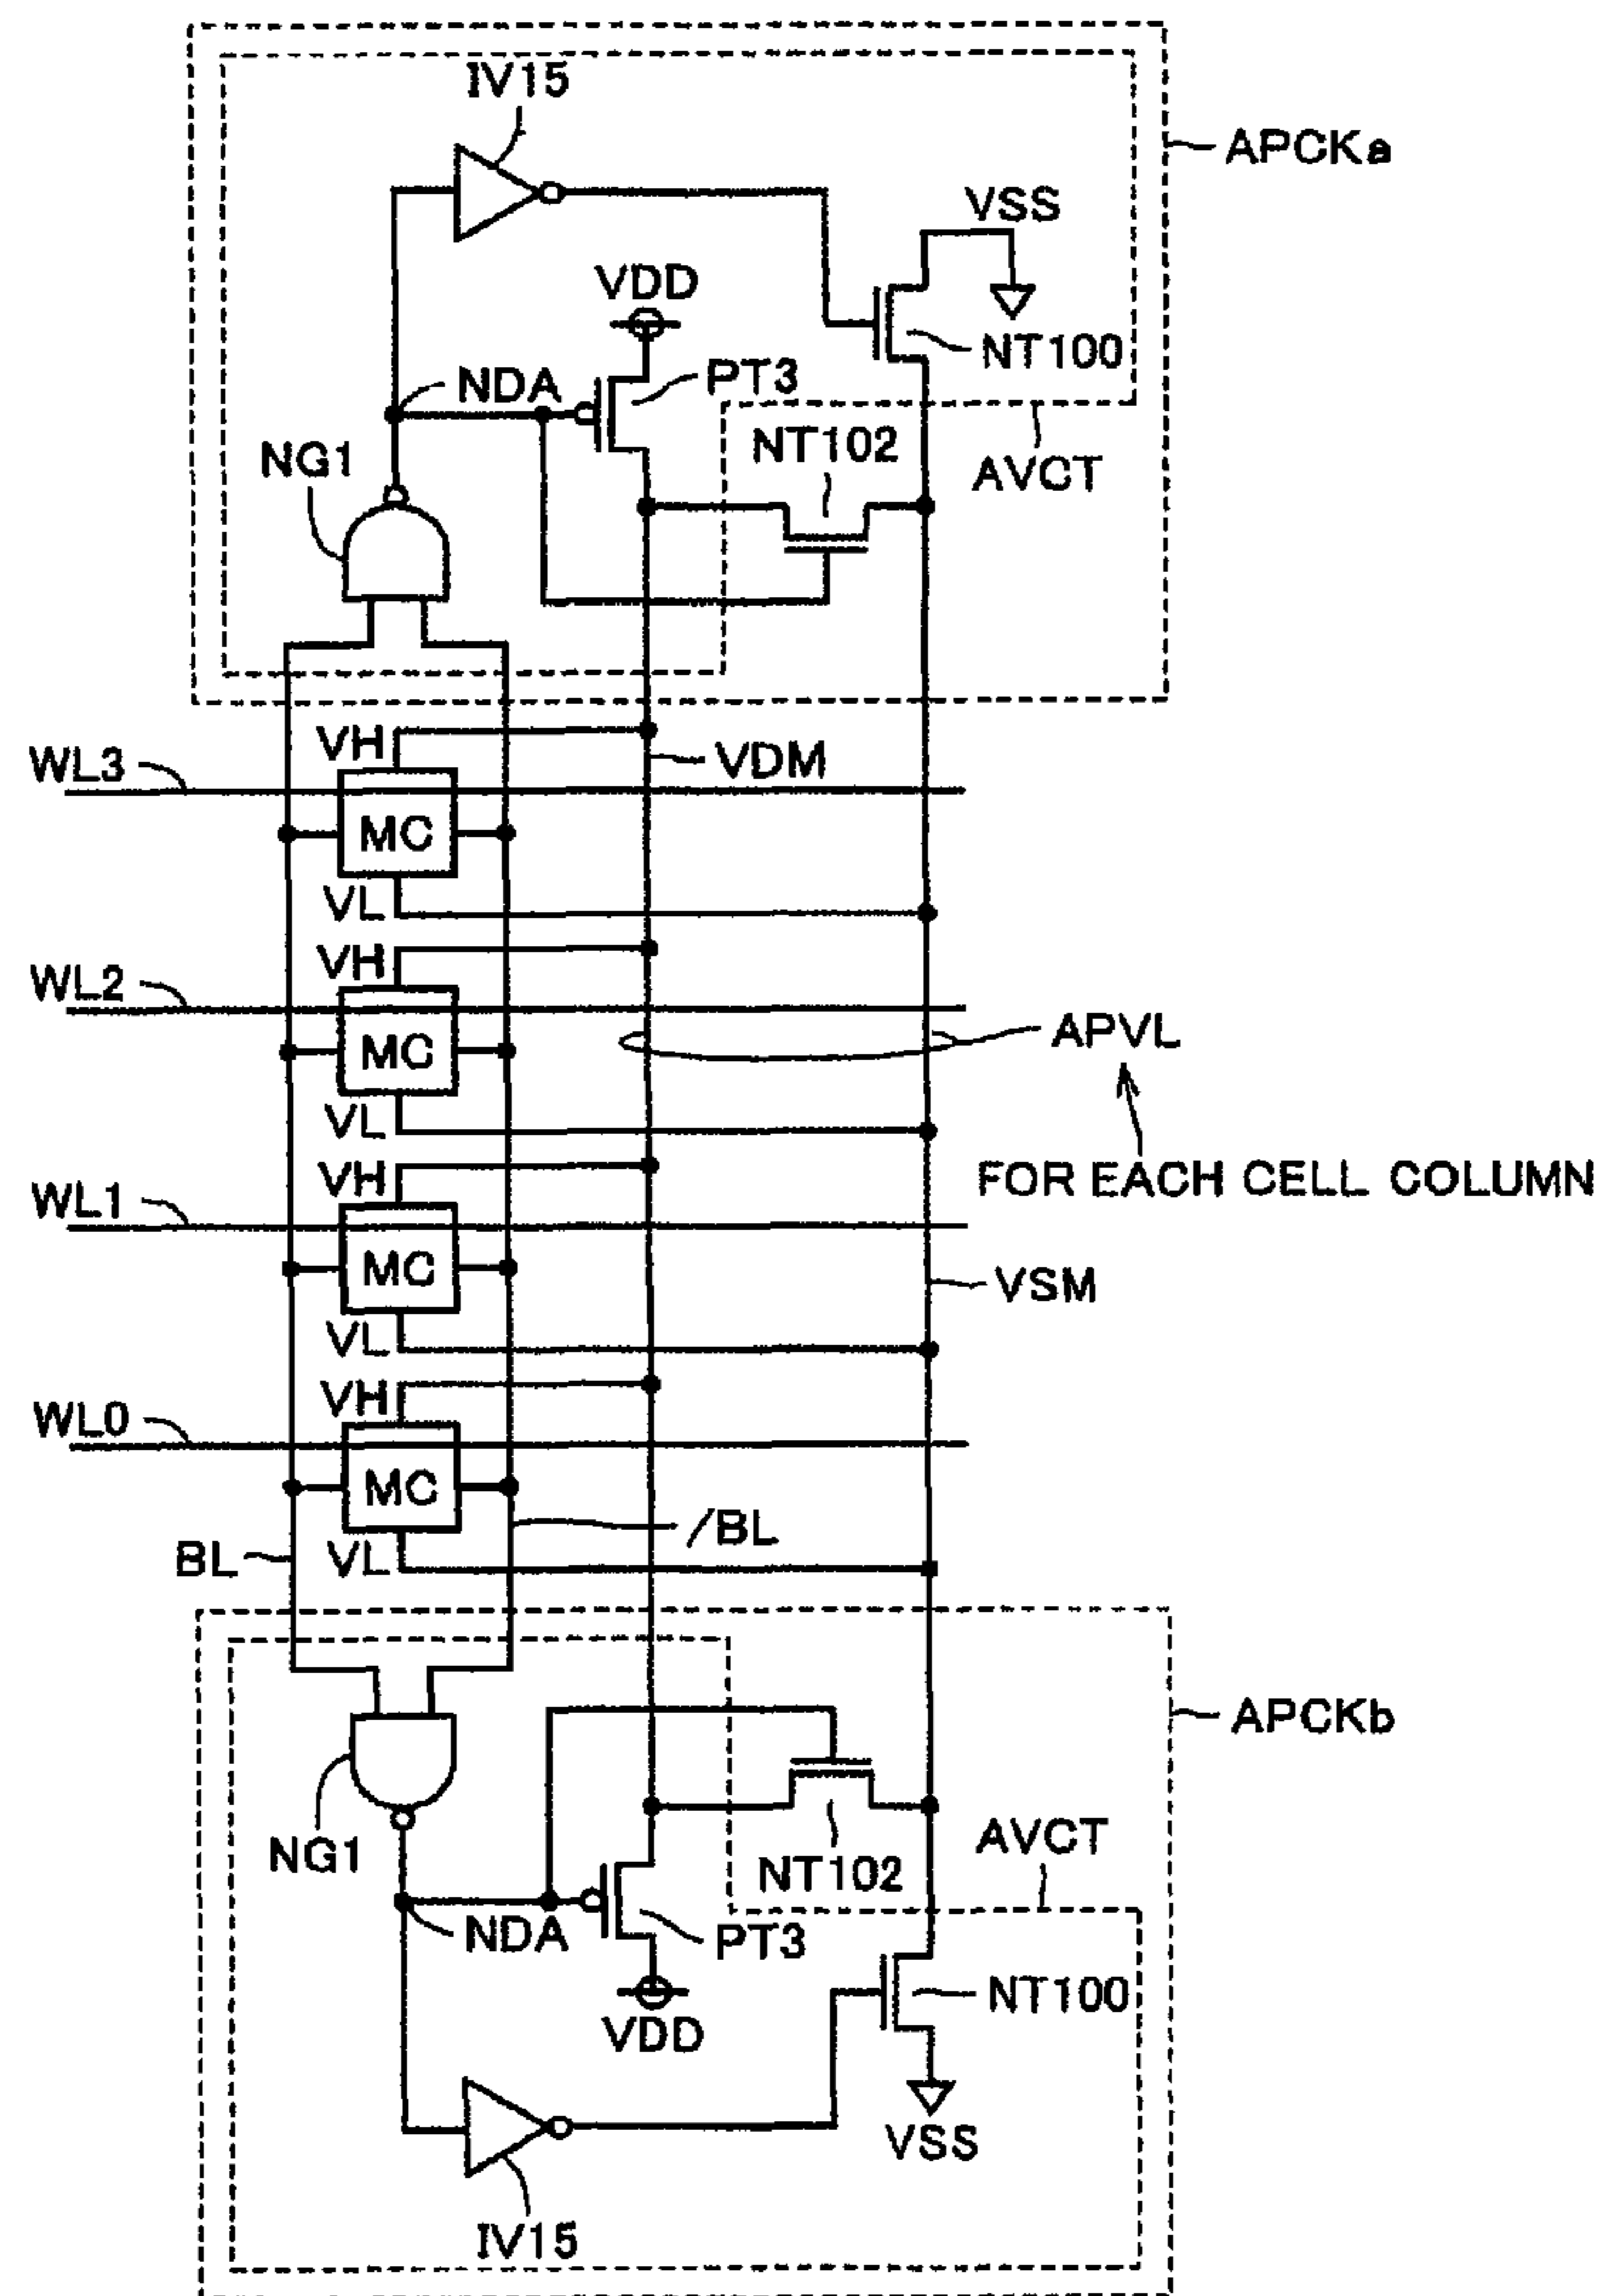 IV15
APCKa
VSS
VDD
NT100
NDA
PT3
NT102
NG1
AVCT
VH
WL3
VDM
MC
VL
VH
WL2
APVL
MC
VL
VH
FOR EACH CELL COLUMN
WL1
MC
VSM
VL
VH
WL0
MC
/BL
BL
VL
APCKb
AVCT
NG1
NT102
NDA
PT3
NT100
VDD
VSS
IV15